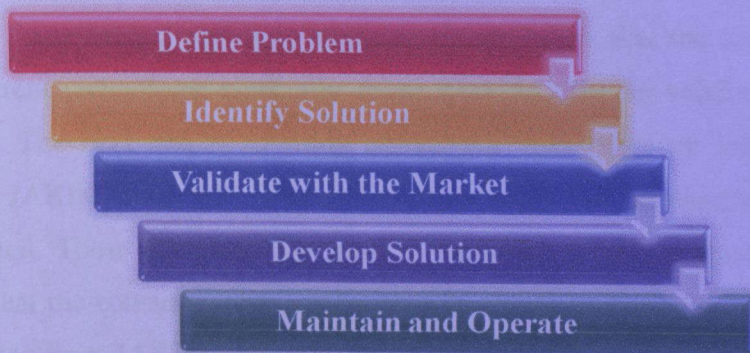 Define Problem
Identify Solution
Validate with the Market
Develop Solution
Maintain and Operate